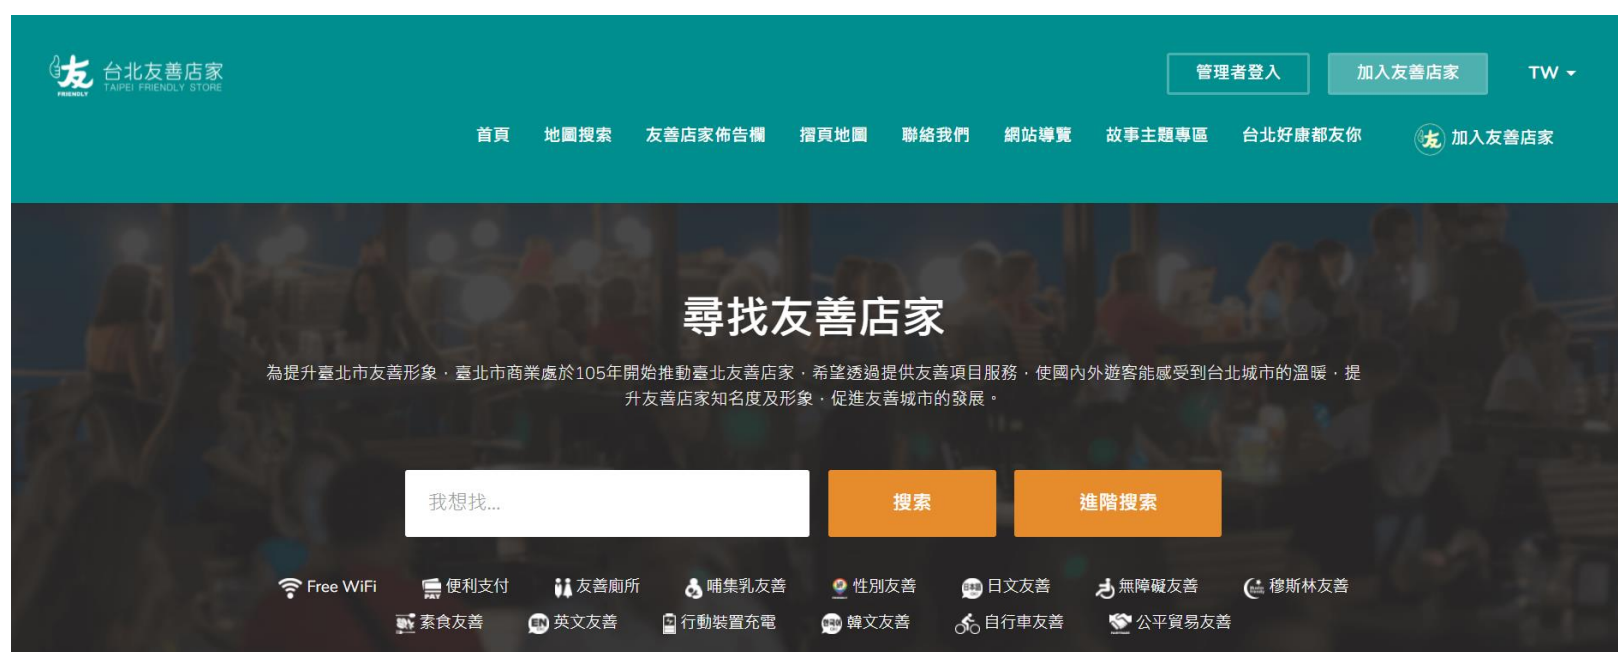 友
FRIENDLY
台北友善店家
TAIPEI FRIENDLY STORE
管理者登入
加入友善店家
TW
首頁 地圖搜索 友善店家佈告欄 摺頁地圖 聯絡我們 網站導覽 故事主題專區 台北好康都友你 友 加入友善店家
尋找友善店家
為提升臺北市友善形象，臺北市商業處於105年開始推動臺北友善店家，希望透過提供友善項目服務，使國內外遊客能感受到台北城市的溫暖，提
升友善店家知名度及形象，促進友善城市的發展。
我想找... 搜索 進階搜索
Free WiFi PAY 便利支付 友善廁所 哺集乳友善 性別友善 日本語 日文友善 無障礙友善 穆斯林友善
素食友善 EN 英文友善 行動裝置充電 한국어 韓文友善 自行車友善 公平貿易友善